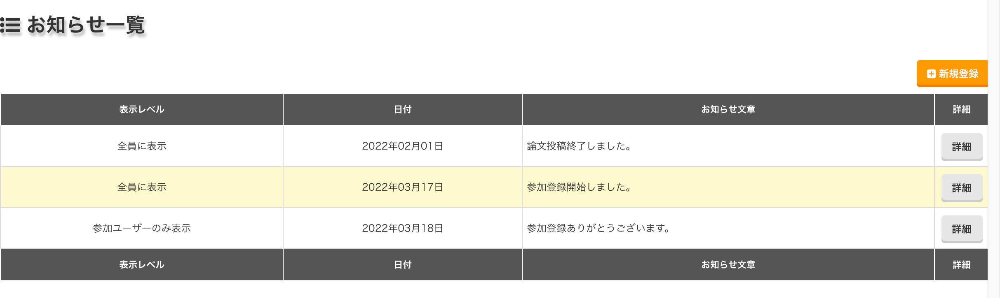 お知らせ一覧
新規登録
表示レベル 日付 お知らせ文章 詳細
全員に表示 2022年02月01日 論文投稿終了しました。 詳細
全員に表示 2022年03月17日 参加登録開始しました。 詳細
参加ユーザーのみ表示 2022年03月18日 参加登録ありがとうございます。 詳細
表示レベル 日付 お知らせ文章 詳細